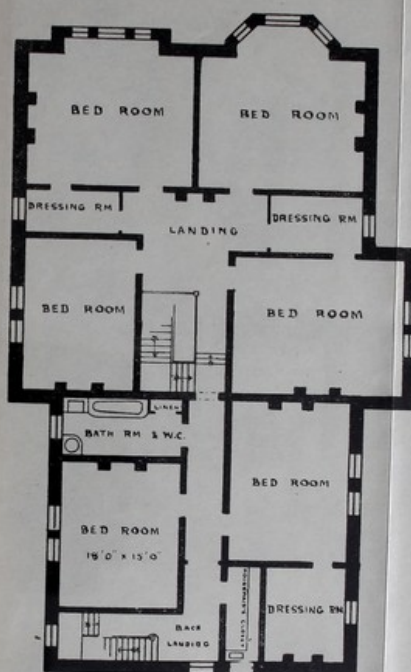 BED ROOM
BED ROOM
DRESSING RM
LANDING
DRESSING RM
BED ROOM
BED ROOM
LINEN
BATH RM & W.C.
BED ROOM
BED ROOM
18'0" x 15'0"
DRESSING RM
BACK
LANDING